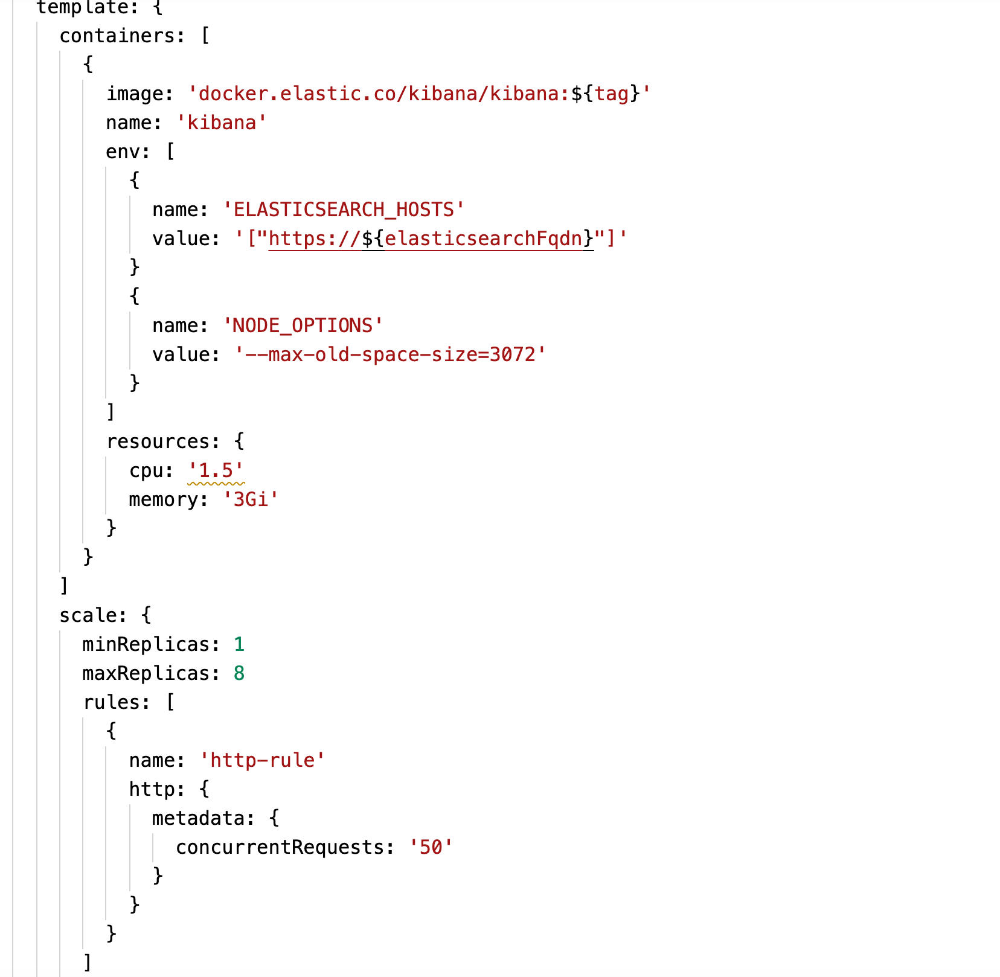 template: {
containers: [
{
image: 'docker.elastic.co/kibana/kibana:${tag}'
name: 'kibana'
env: [
{
name: 'ELASTICSEARCH_HOSTS'
value: '["https://${elasticsearchFqdn}"]'
}
{
name: 'NODE_OPTIONS'
value: '--max-old-space-size=3072'
}
]
resources: {
cpu: '1.5'
memory: '3Gi'
}
}
]
scale: {
minReplicas: 1
maxReplicas: 8
rules: [
{
name: 'http-rule'
http: {
metadata: {
concurrentRequests: '50'
}
}
}
]